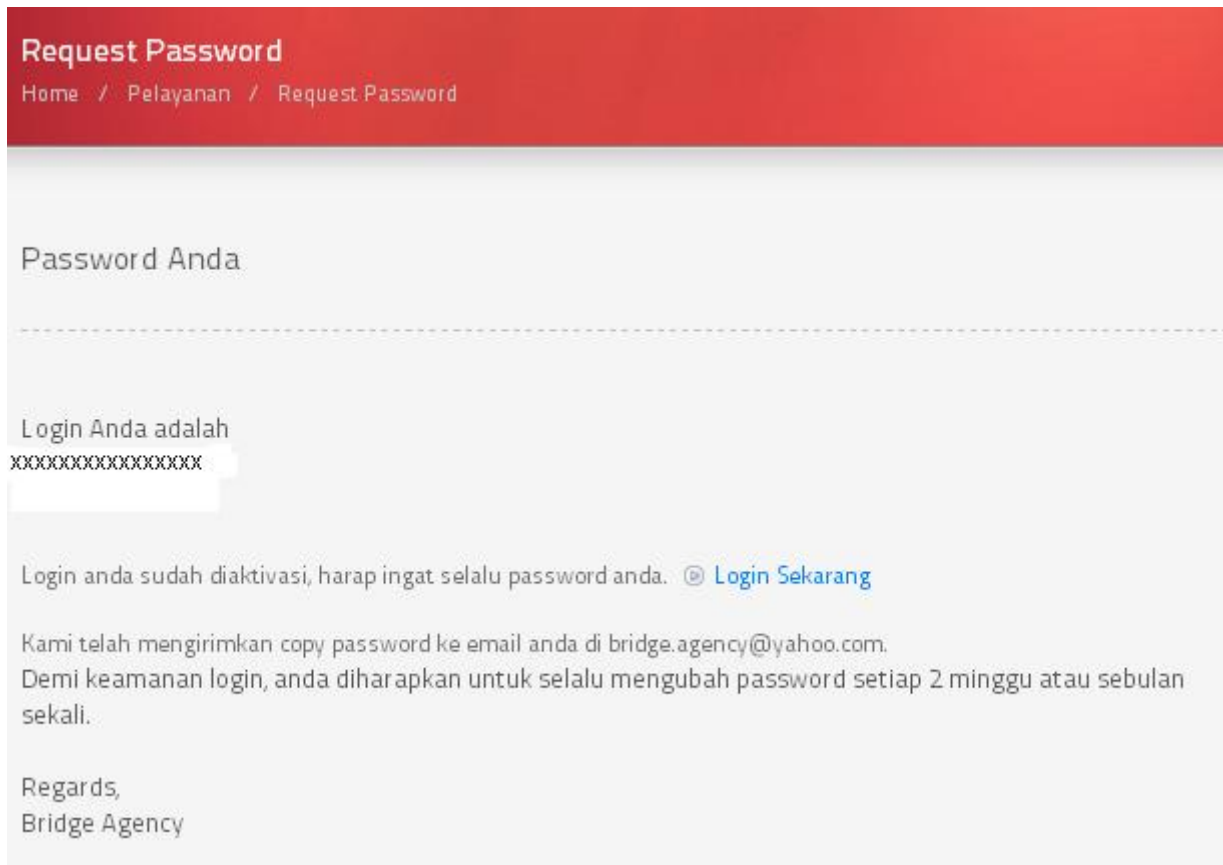 Request Password
Home / Pelayanan / Request Password
Password Anda
Login Anda adalah
XXXXXXXXXXXXXXXX
Login anda sudah diaktivasi, harap ingat selalu password anda. Login Sekarang
Kami telah mengirimkan copy password ke email anda di bridge.agency@yahoo.com.
Demi keamanan login, anda diharapkan untuk selalu mengubah password setiap 2 minggu atau sebulan
sekali.
Regards,
Bridge Agency